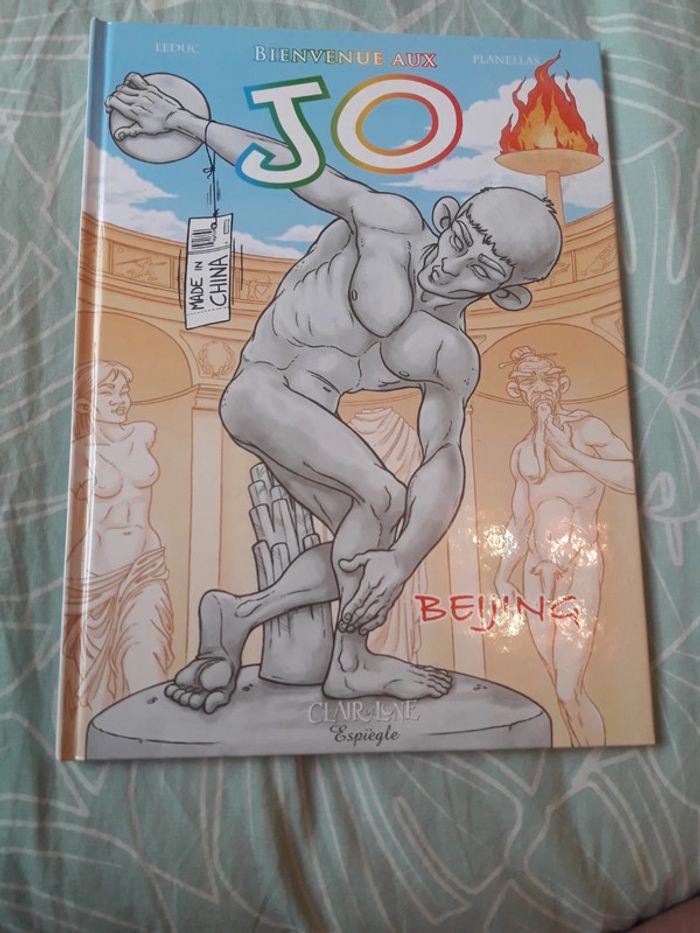 LEDUC
BIENVENUE AUX
PLANELLAS
JO
MADE IN
CHINA
BEIJING
CLAIR DE LUNE
Espiègle